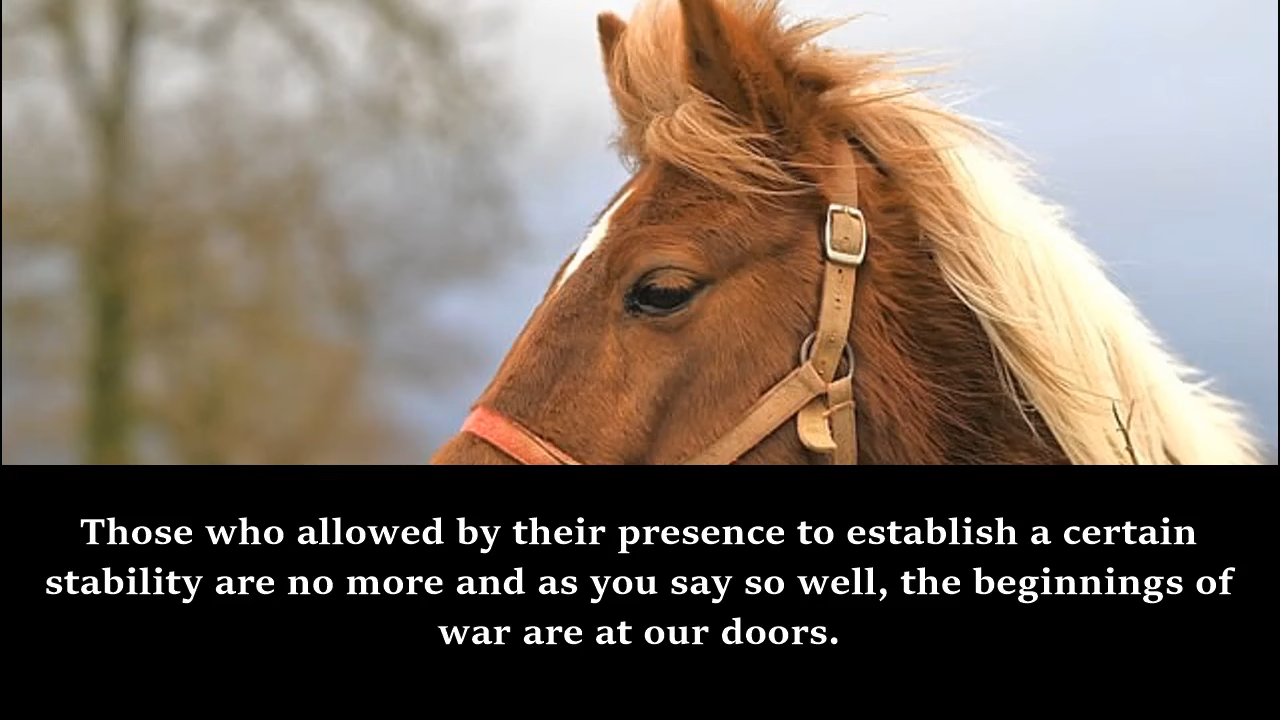 Those who allowed by their presence to establish a certain
stability are no more and as you say so well, the beginnings of
war are at our doors.